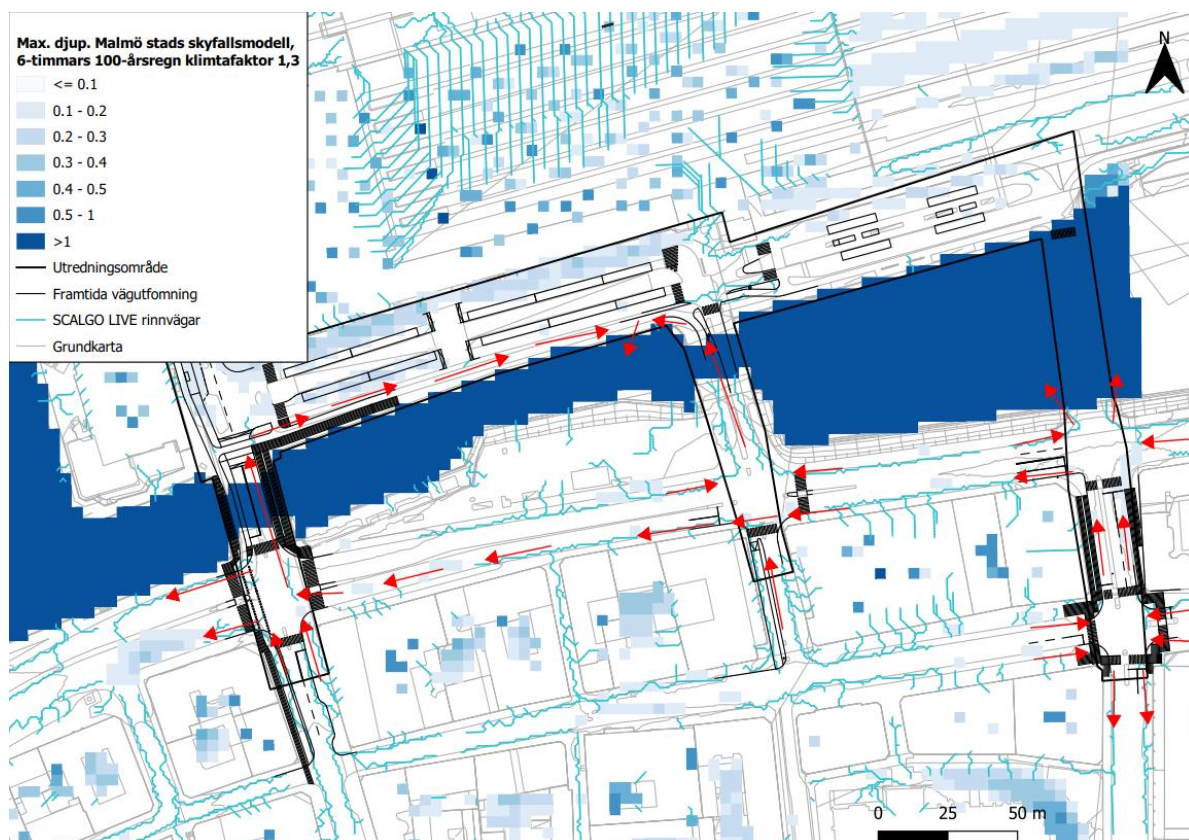 Max. djup. Malmö stads skyfallsmodell,
6-timmars 100-årsregn klimtafaktor 1,3
<= 0.1
0.1 - 0.2
0.2 - 0.3
0.3 - 0.4
0.4 - 0.5
0.5 - 1
>1
Utredningsområde
Framtida vägutfomning
SCALGO LIVE rinnvägar
Grundkarta
N
0 25 50 m